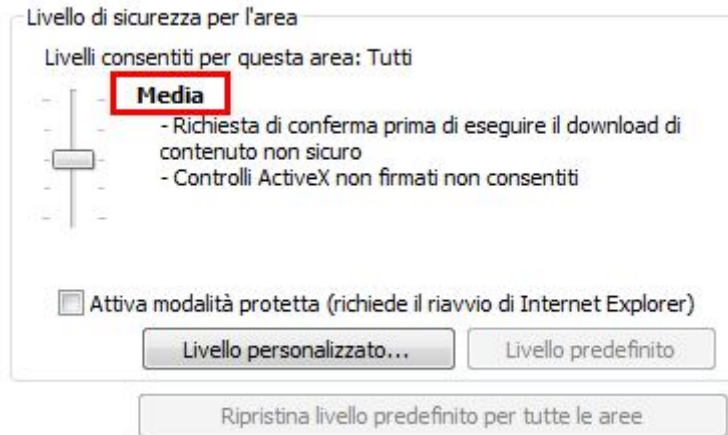 Livello di sicurezza per l'area
Livelli consentiti per questa area: Tutti
Media
- Richiesta di conferma prima di eseguire il download di
contenuto non sicuro
- Controlli ActiveX non firmati non consentiti
Attiva modalità protetta (richiede il riavvio di Internet Explorer)
Livello personalizzato... Livello predefinito
Ripristina livello predefinito per tutte le aree